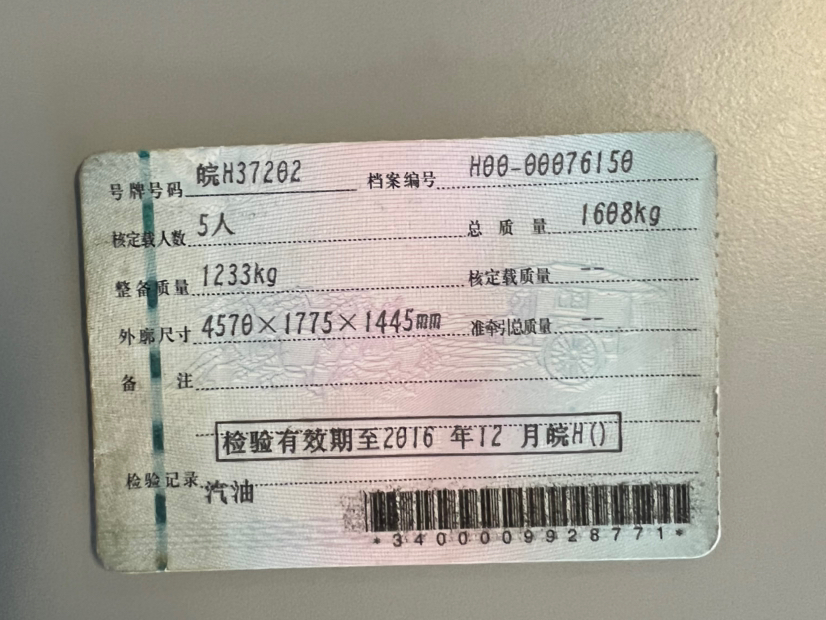 号牌号码 皖H37202 档案编号 H00-00076150
核定载人数 5人 总质量 1608kg
整备质量 1233kg 核定载质量 --
外廓尺寸 4570×1775×1445mm 准牵引总质量 --
备注
检验有效期至2016 年12 月皖H()
检验记录 汽油
*3400009928771*